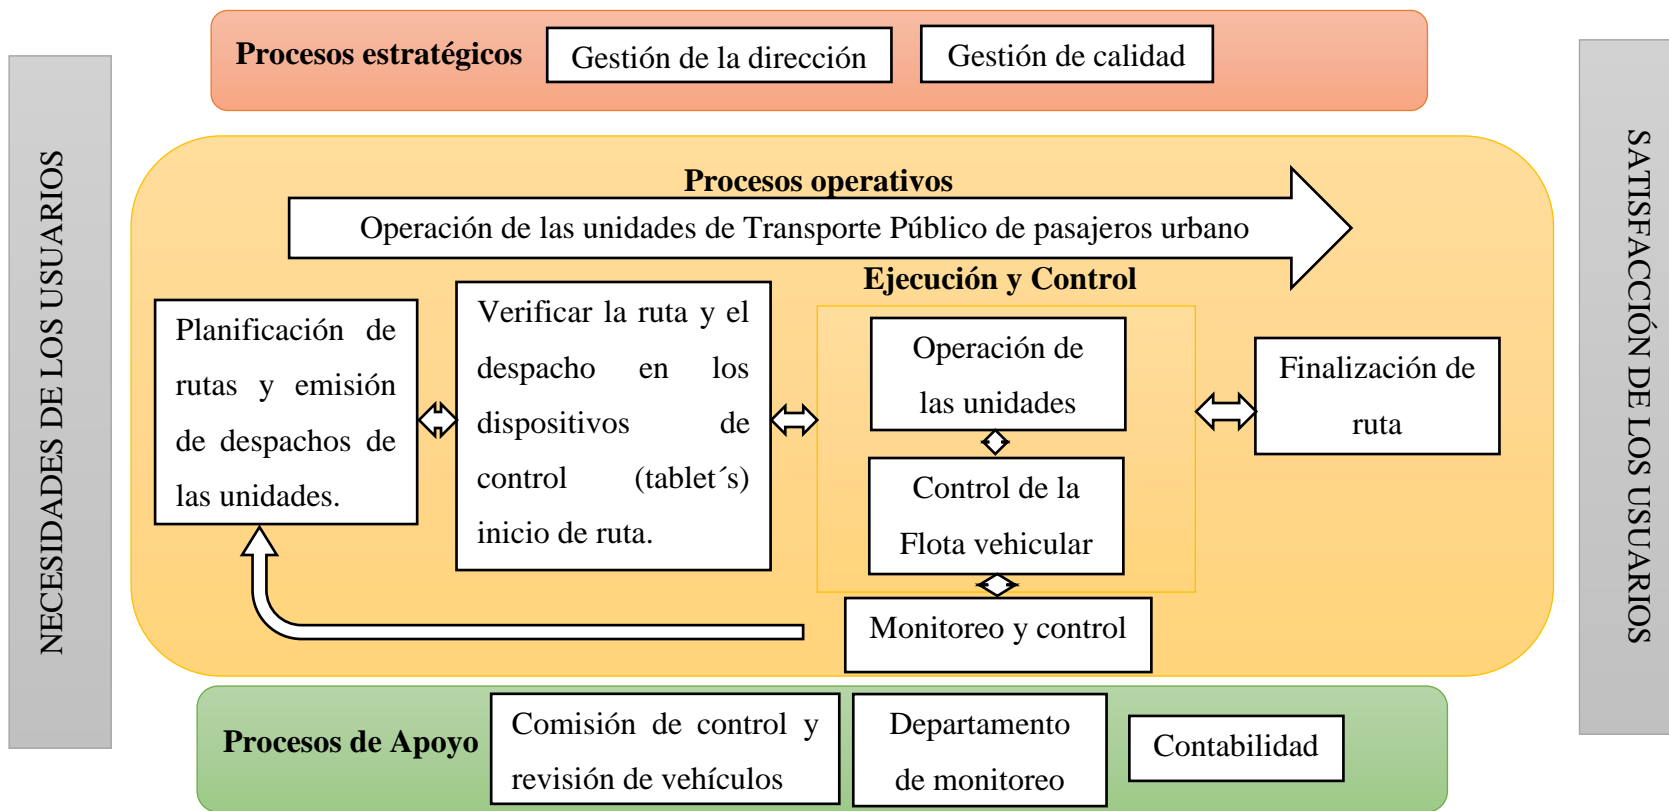 NECESIDADES DE LOS USUARIOS
Procesos estratégicos
Gestión de la dirección
Gestión de calidad
Procesos operativos
Operación de las unidades de Transporte Público de pasajeros urbano
Planificación de
rutas y emisión
de despachos de
las unidades.
Verificar la ruta y el
despacho en los
dispositivos de
control (tablet´s)
inicio de ruta.
Ejecución y Control
Operación de
las unidades
Control de la
Flota vehicular
Monitoreo y control
Finalización de
ruta
Procesos de Apoyo
Comisión de control y
revisión de vehículos
Departamento
de monitoreo
Contabilidad
SATISFACCIÓN DE LOS USUARIOS